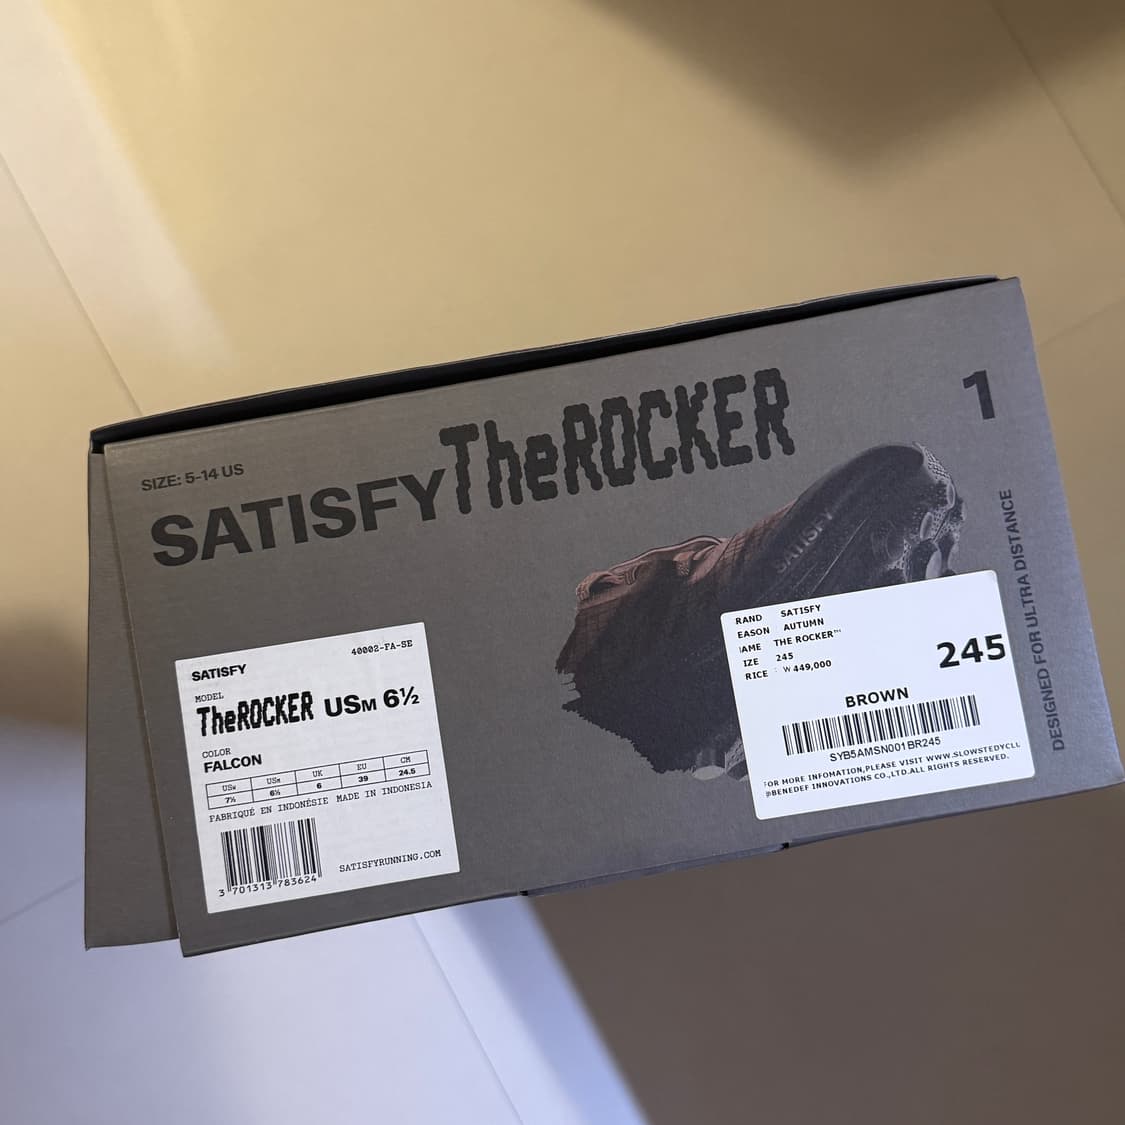 SIZE: 5-14 US
SATISFY TheROCKER
1
DESIGNED FOR ULTRA DISTANCE
SATISFY
SATISFY
40002-FA-SE
MODEL
TheROCKER USM 6½
COLOR
FALCON
USw USm UK EU CM
7½ 6½ 6 39 24.5
FABRIQUÉ EN INDONÉSIE MADE IN INDONESIA
SATISFYRUNNING.COM
3 701313 783624
RAND SATISFY
EASON AUTUMN
AME THE ROCKER™
IZE 245
RICE : ₩449,000
245
BROWN
SYB5AMSN001BR245
FOR MORE INFOMATION,PLEASE VISIT WWW.SLOWSTEDYCLU
@BENEDEF INNOVATIONS CO.,LTD.ALL RIGHTS RESERVED.